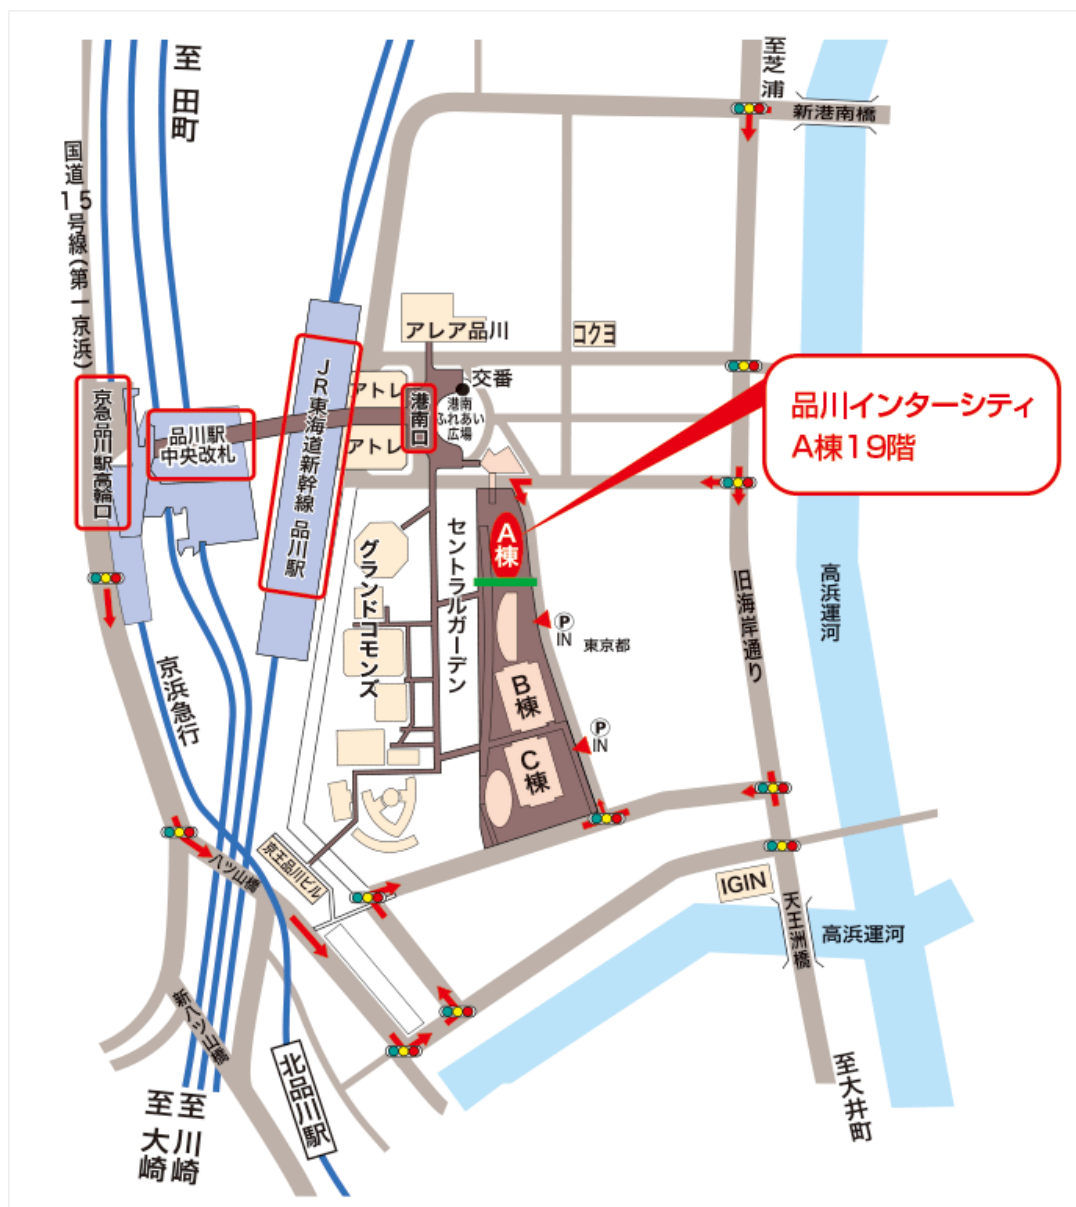 至 田町
至芝浦
新港南橋
国道15号線(第一京浜)
アレア品川
コクヨ
交番
アトレ
港南口
港南
ふれあい
広場
アトレ
品川インターシティ
A棟19階
京急品川駅高輪口
品川駅
中央改札
JR東海道新幹線 品川駅
A
棟
セントラルガーデン
グランドコモンズ
P
IN
東京都
旧海岸通り
高浜運河
京浜急行
B
棟
P
IN
C
棟
八ツ山橋
京王品川ビル
IGIN
天王洲橋
高浜運河
新八ツ山橋
北品川駅
至 大崎
至 川崎
至大井町